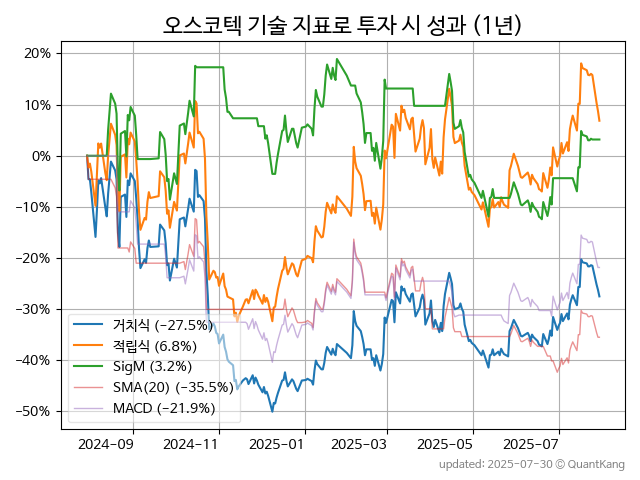 오스코텍 기술 지표로 투자 시 성과 (1년)
20%
10%
0%
−10%
−20%
−30%
−40%
−50%
거치식 (−27.5%)
적립식 (6.8%)
SigM (3.2%)
SMA(20) (−35.5%)
MACD (−21.9%)
2024-09 2024-11 2025-01 2025-03 2025-05 2025-07
updated: 2025-07-30 © QuantKang